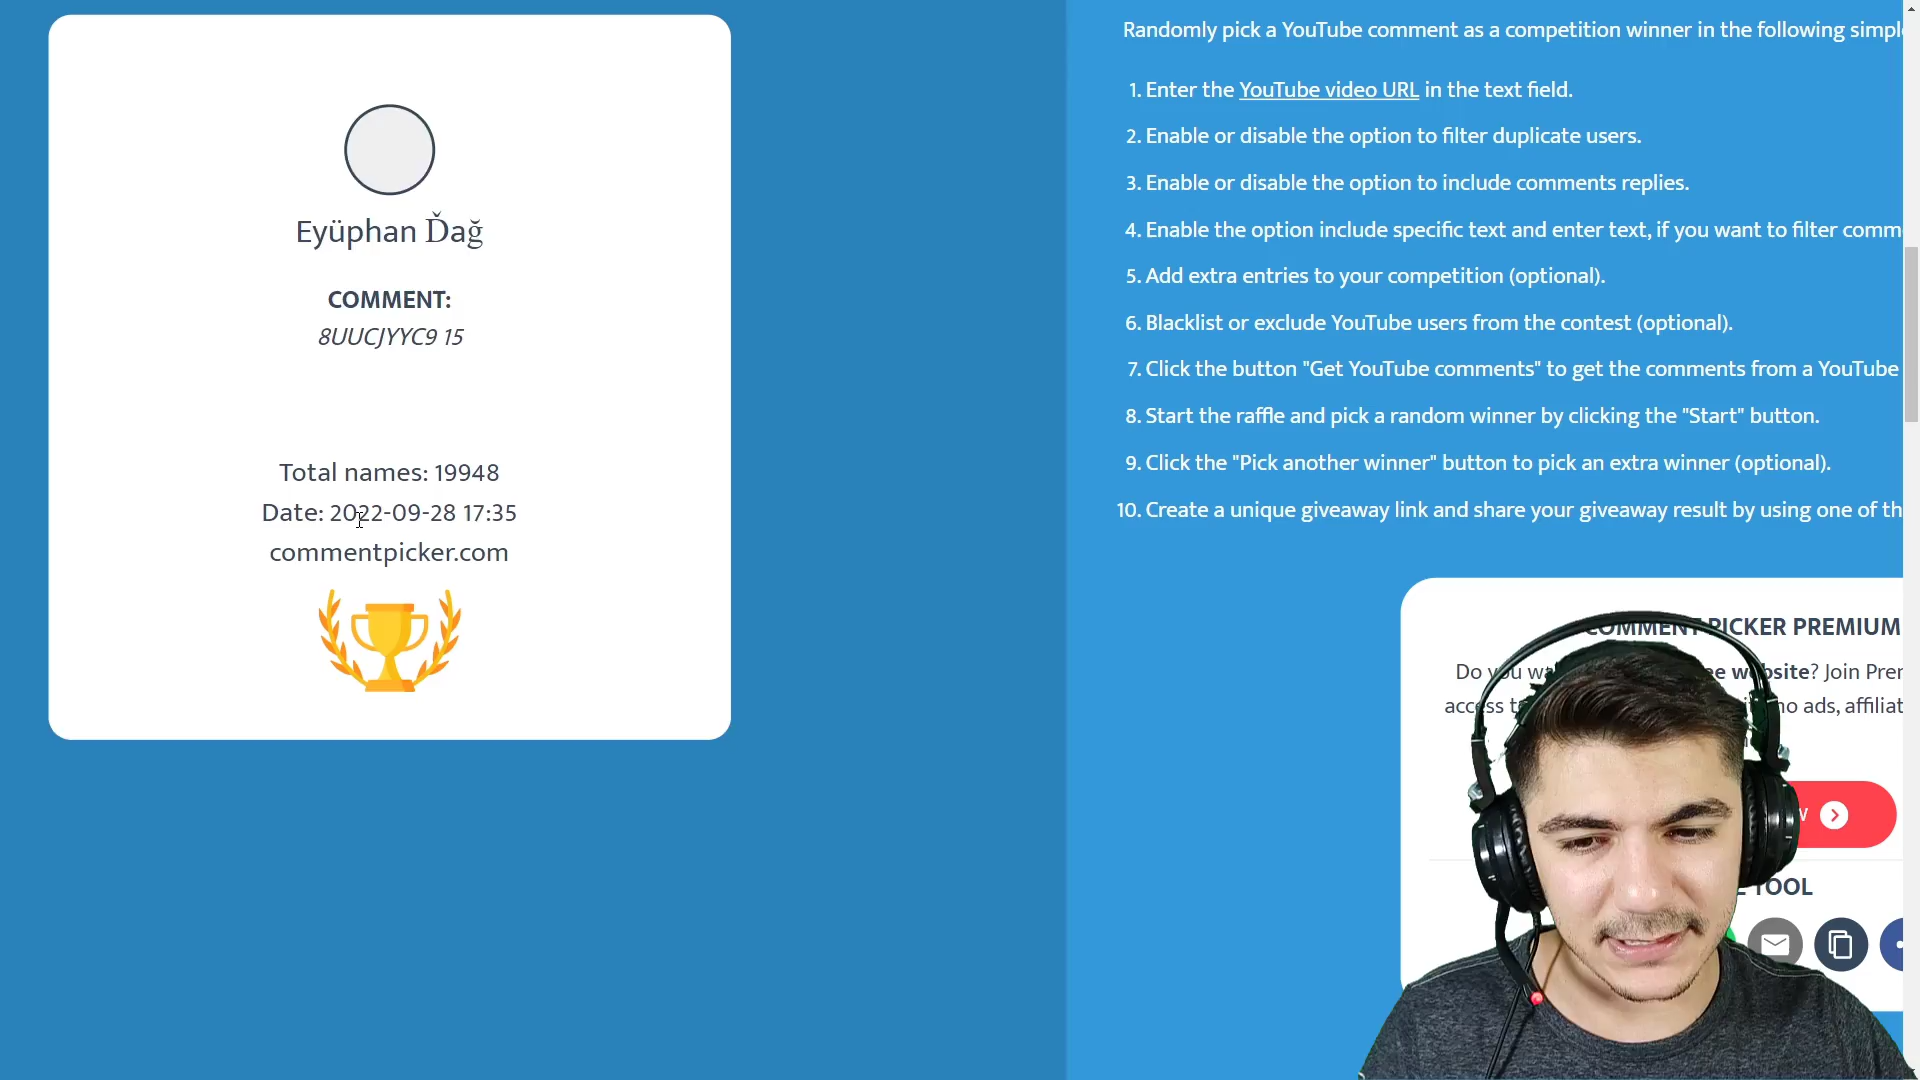 Eyüphan Ďağ
COMMENT:
8UUCJYYC9 15
Total names: 19948
Date: 2022-09-28 17:35
commentpicker.com
Randomly pick a YouTube comment as a competition winner in the following simpl
1. Enter the YouTube video URL in the text field.
2. Enable or disable the option to filter duplicate users.
3. Enable or disable the option to include comments replies.
4. Enable the option include specific text and enter text, if you want to filter comm
5. Add extra entries to your competition (optional).
6. Blacklist or exclude YouTube users from the contest (optional).
7. Click the button "Get YouTube comments" to get the comments from a YouTube
8. Start the raffle and pick a random winner by clicking the "Start" button.
9. Click the "Pick another winner" button to pick an extra winner (optional).
10. Create a unique giveaway link and share your giveaway result by using one of th
COMMENT PICKER PREMIUM
Do you wa ee website? Join Prer
access t no ads, affiliat
TOOL